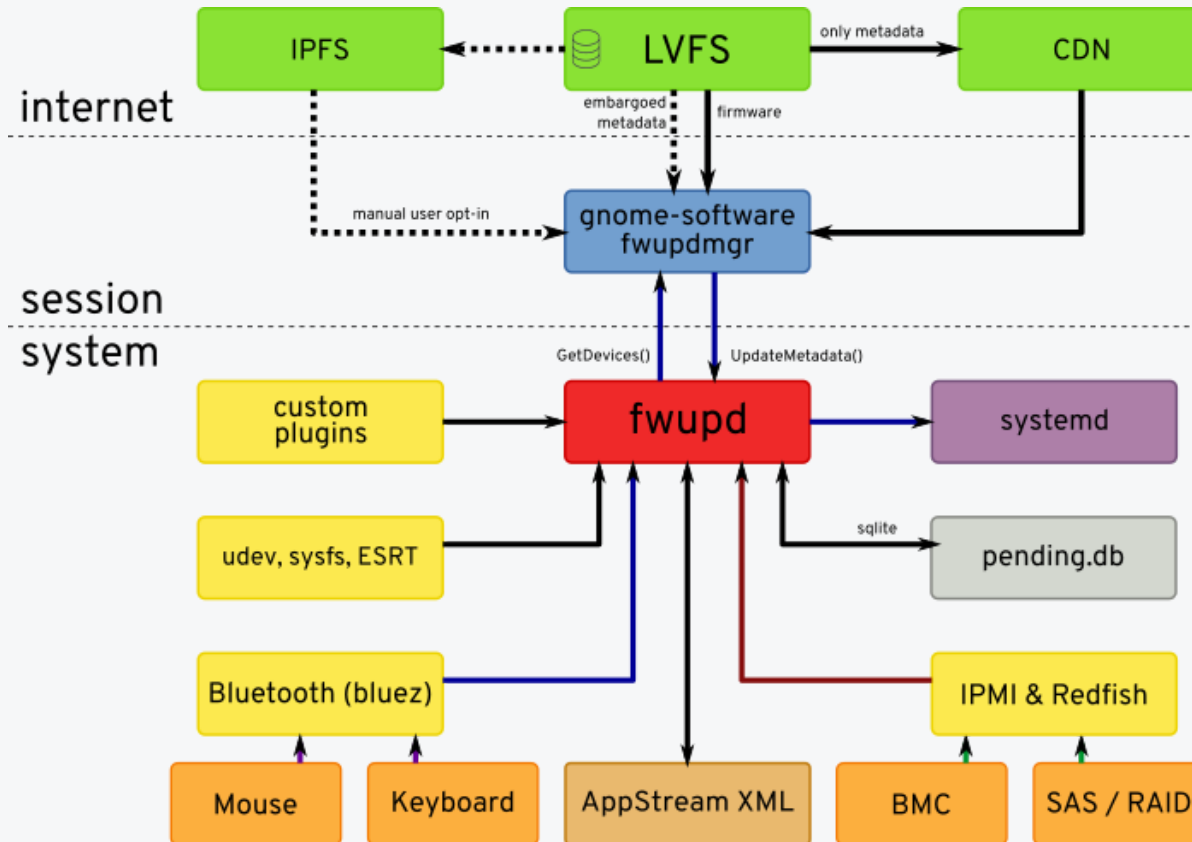 IPFS
LVFS
only metadata
CDN
internet
embargoed
metadata
firmware
manual user opt-in
gnome-software
fwupdmgr
session
system
GetDevices()
UpdateMetadata()
custom
plugins
fwupd
systemd
udev, sysfs, ESRT
sqlite
pending.db
Bluetooth (bluez)
IPMI & Redfish
Mouse
Keyboard
AppStream XML
BMC
SAS / RAID